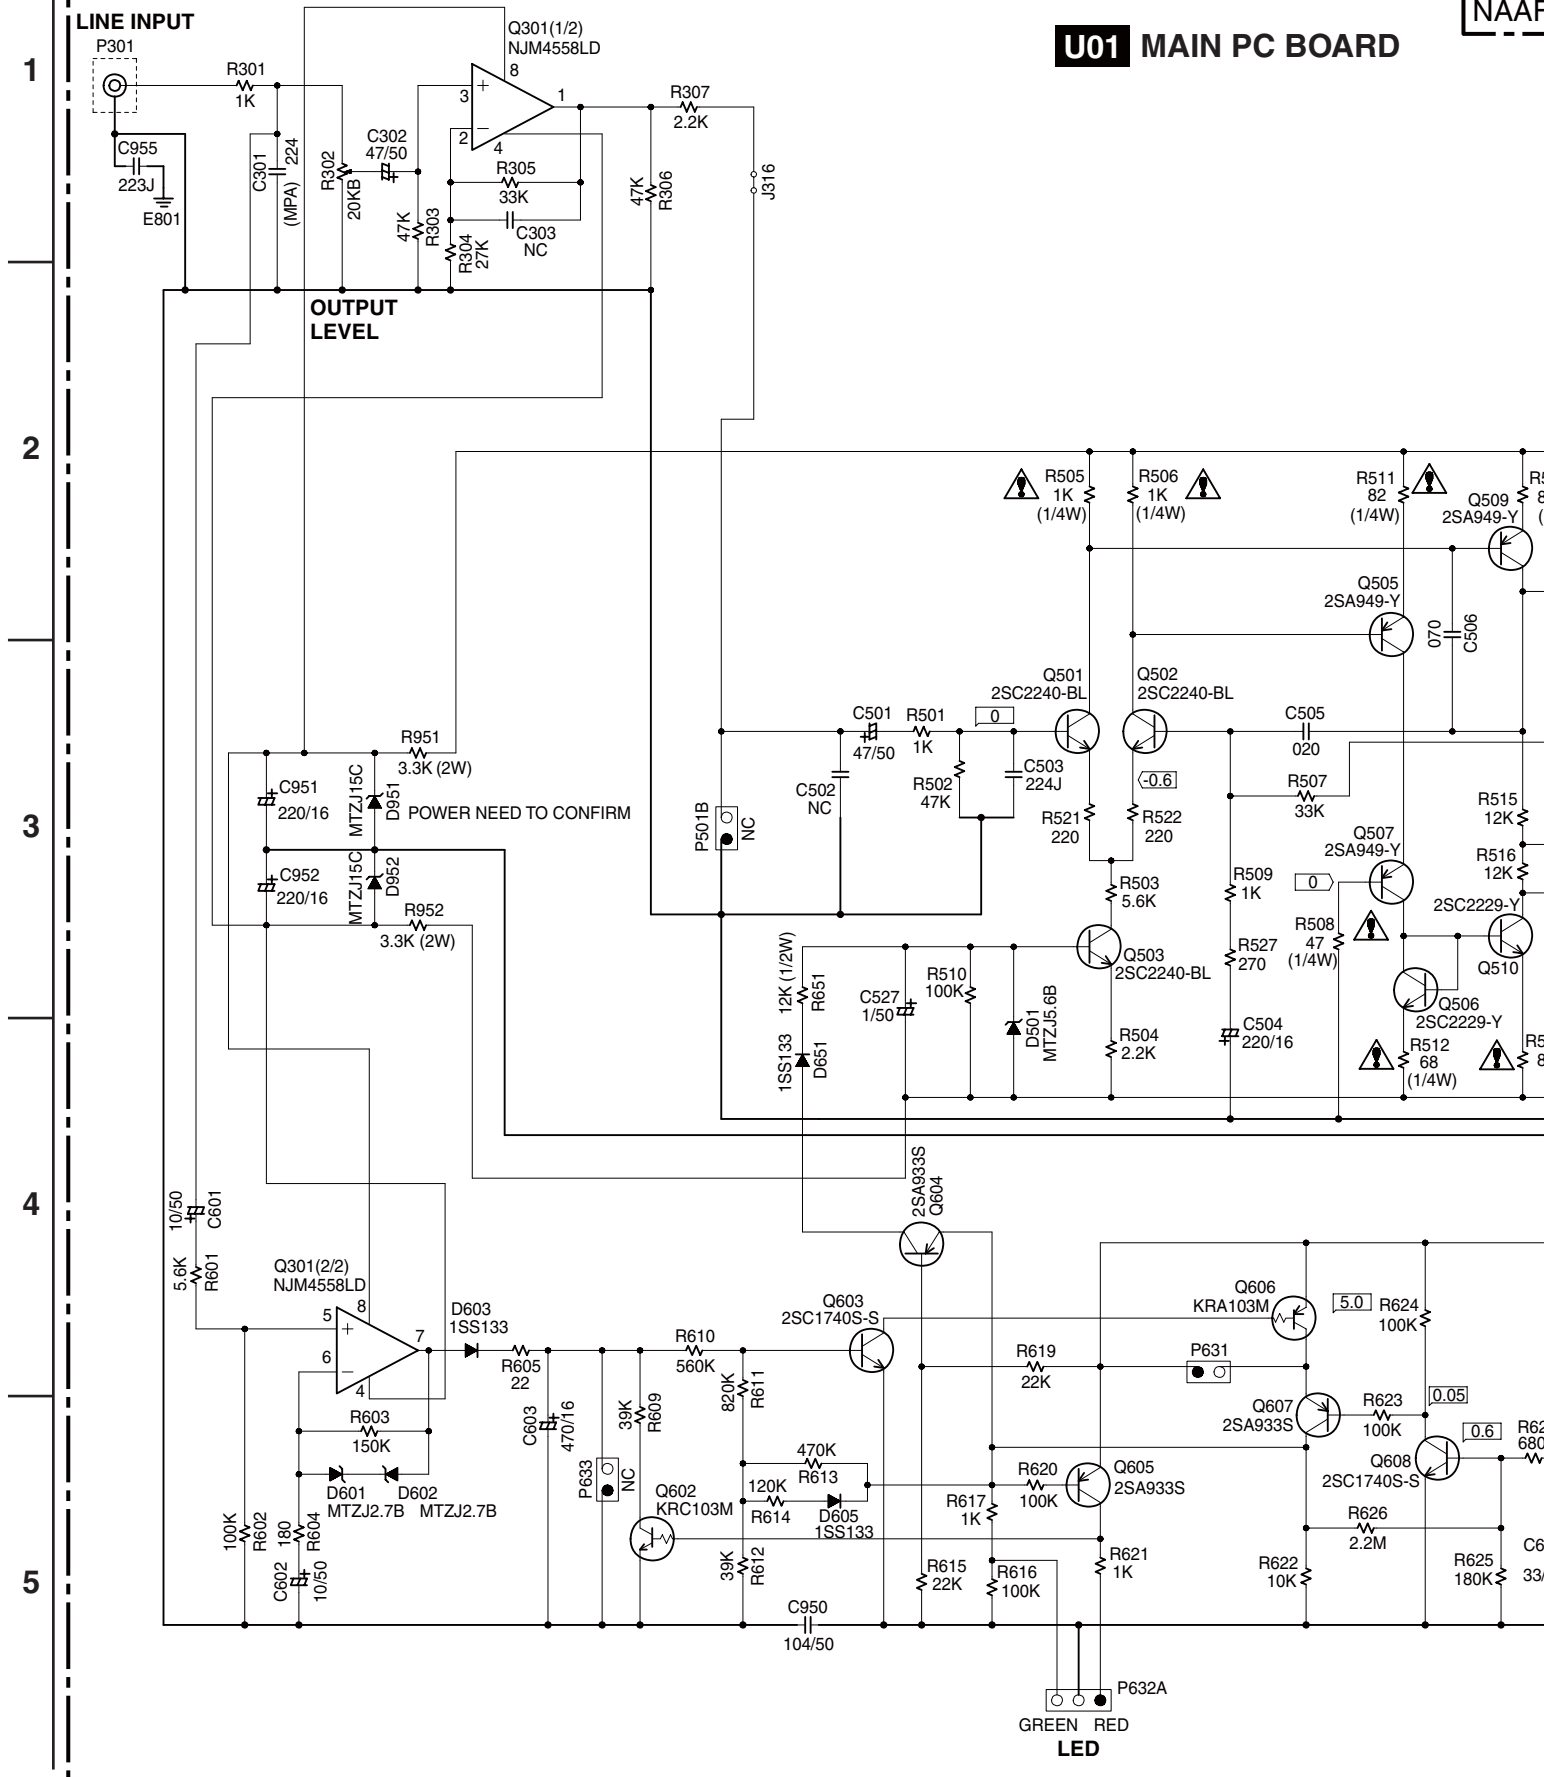 LINE INPUT
P301
NAAF
U01 MAIN PC BOARD
1
Q301(1/2)
NJM4558LD
R301
1K
8
3
1
2
4
R307
2.2K
C955
223J
E801
C301
224
(MPA)
R302
20KB
C302
47/50
47K
R303
R305
33K
C303
NC
R304
27K
47K
R306
J316
OUTPUT
LEVEL
2
R505
1K
(1/4W)
R506
1K
(1/4W)
R511
82
(1/4W)
Q509
2SA949-Y
R5
8
(
Q505
2SA949-Y
070
C506
Q501
2SC2240-BL
Q502
2SC2240-BL
C501
47/50
R501
1K
0
C505
020
R951
3.3K (2W)
C951
220/16
MTZJ15C
D951
POWER NEED TO CONFIRM
3
C502
NC
R502
47K
C503
224J
-0.6
R507
33K
P501B
NC
R521
220
R522
220
R515
12K
Q507
2SA949-Y
R516
12K
C952
220/16
MTZJ15C
D952
R952
3.3K (2W)
R503
5.6K
R509
1K
0
2SC2229-Y
Q510
R508
47
(1/4W)
12K (1/2W)
R651
R510
100K
Q503
2SC2240-BL
R527
270
C527
1/50
D501
MTZJ5.6B
Q506
2SC2229-Y
1SS133
D651
R504
2.2K
C504
220/16
R512
68
(1/4W)
R5
8
4
2SA933S
Q604
10/50
C601
5.6K
R601
Q301(2/2)
NJM4558LD
5
8
6
7
4
D603
1SS133
R605
22
Q603
2SC1740S-S
R610
560K
Q606
KRA103M
5.0
R624
100K
R619
22K
P631
R603
150K
C603
470/16
39K
R609
820K
R611
Q607
2SA933S
R623
100K
0.05
0.6
R62
680
D601
MTZJ2.7B
D602
MTZJ2.7B
P633
NC
470K
R613
120K
R614
D605
1SS133
R620
100K
Q605
2SA933S
Q608
2SC1740S-S
Q602
KRC103M
R617
1K
R626
2.2M
100K
R602
180
R604
C602
10/50
5
39K
R612
R615
22K
R616
100K
R621
1K
R622
10K
R625
180K
C6
33/
C950
104/50
P632A
GREEN RED
LED